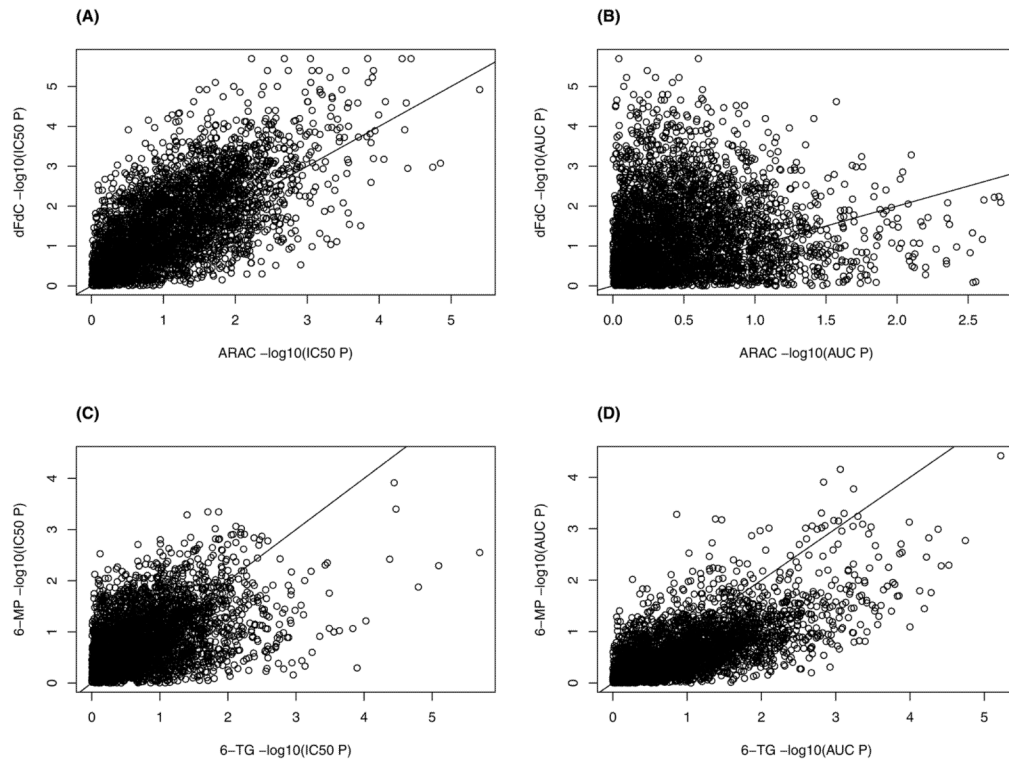 (A)
dFdC −log10(IC50 P)
5
4
3
2
1
0
0 1 2 3 4 5
ARAC −log10(IC50 P)
(B)
dFdC −log10(AUC P)
5
4
3
2
1
0
0.0 0.5 1.0 1.5 2.0 2.5
ARAC −log10(AUC P)
(C)
6−MP −log10(IC50 P)
4
3
2
1
0
0 1 2 3 4 5
6−TG −log10(IC50 P)
(D)
6−MP −log10(AUC P)
4
3
2
1
0
0 1 2 3 4 5
6−TG −log10(AUC P)